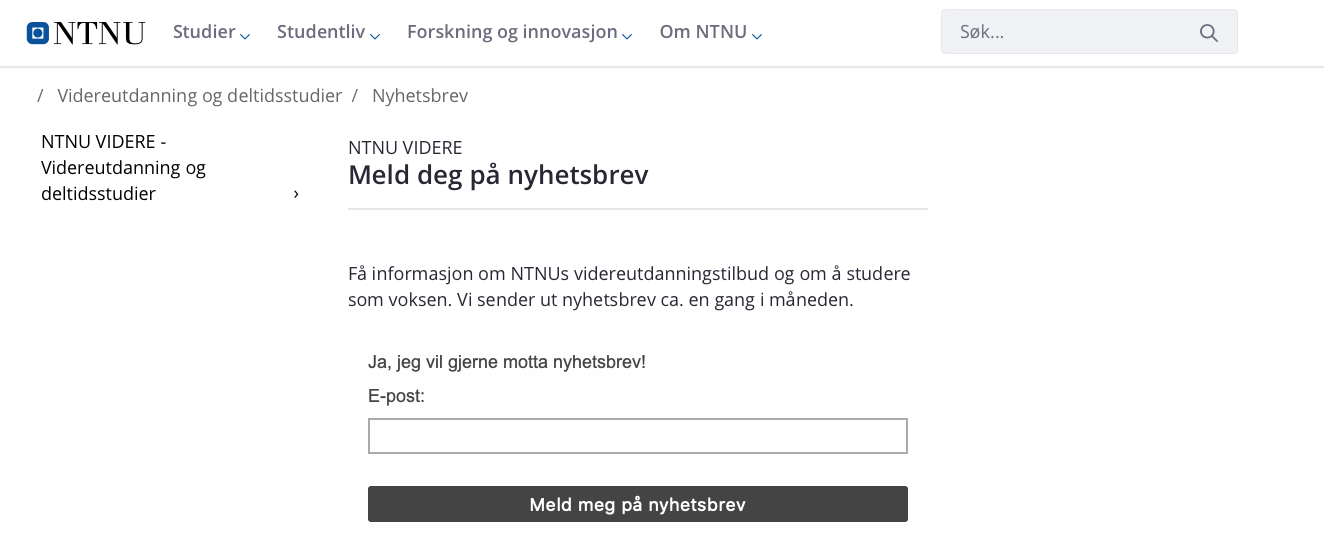 NTNU Studier Studentliv Forskning og innovasjon Om NTNU Søk...
/ Videreutdanning og deltidsstudier / Nyhetsbrev
NTNU VIDERE -
Videreutdanning og
deltidsstudier ›
NTNU VIDERE
Meld deg på nyhetsbrev
Få informasjon om NTNUs videreutdanningstilbud og om å studere
som voksen. Vi sender ut nyhetsbrev ca. en gang i måneden.
Ja, jeg vil gjerne motta nyhetsbrev!
E-post:
Meld meg på nyhetsbrev